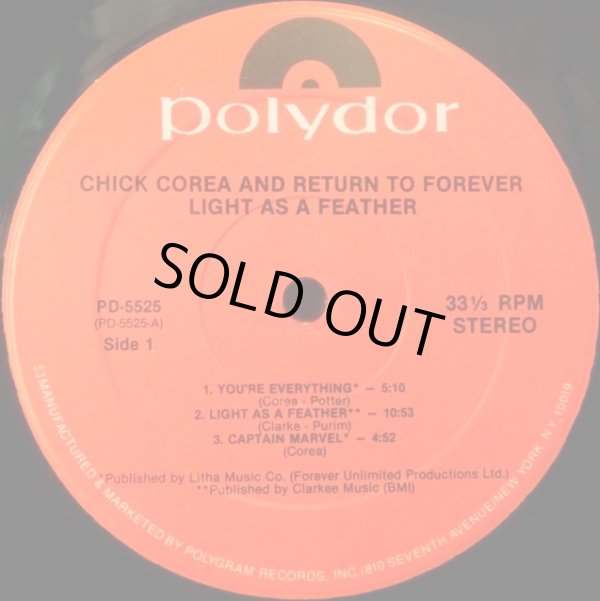 polydor
CHICK COREA AND RETURN TO FOREVER
LIGHT AS A FEATHER
SOLD OUT
PD-5525
(PD-5525-A)
Side 1
33 1/3 RPM
STEREO
1. YOU'RE EVERYTHING* — 5:10
(Corea - Potter)
2. LIGHT AS A FEATHER** — 10:53
(Clarke - Purim)
3. CAPTAIN MARVEL* — 4:52
(Corea)
*Published by Litha Music Co. (Forever Unlimited Productions Ltd.)
**Published by Clarkee Music (BMI)
53 MANUFACTURED & MARKETED BY POLYGRAM RECORDS, INC./810 SEVENTH AVENUE/NEW YORK, N.Y. 10019